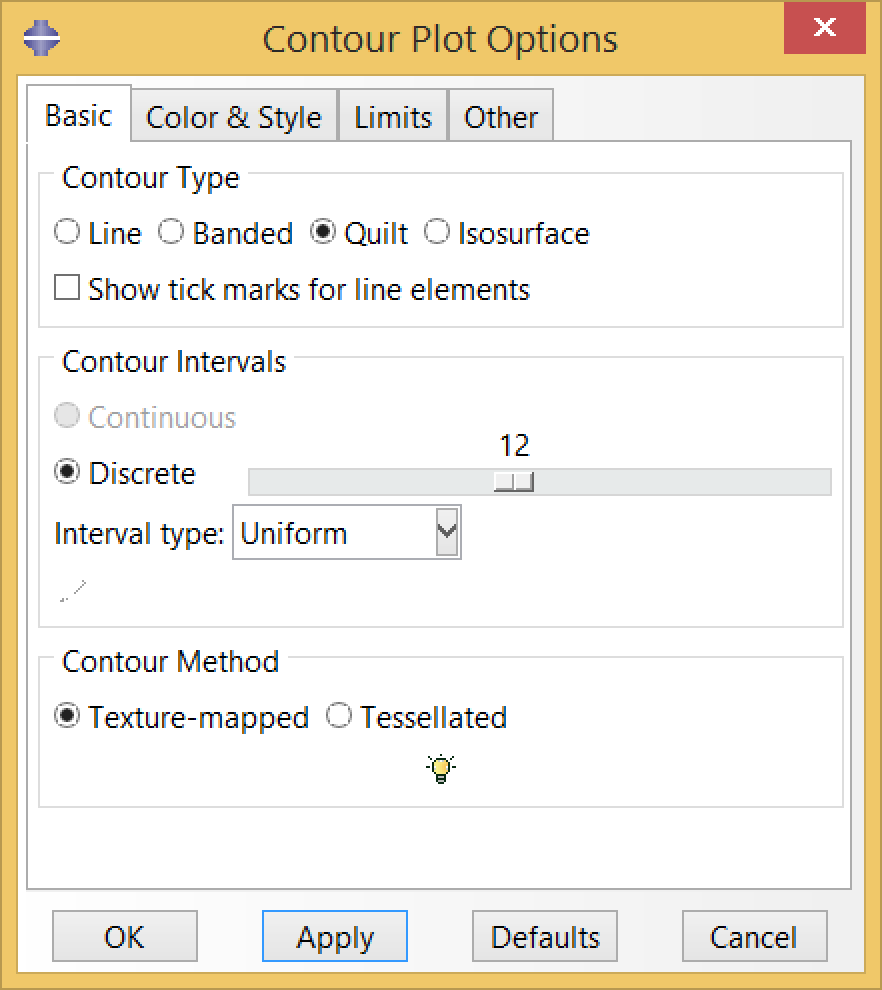 Contour Plot Options
Basic Color & Style Limits Other
Contour Type
Line Banded Quilt Isosurface
Show tick marks for line elements
Contour Intervals
Continuous
12
Discrete
Interval type: Uniform
Contour Method
Texture-mapped Tessellated
OK Apply Defaults Cancel